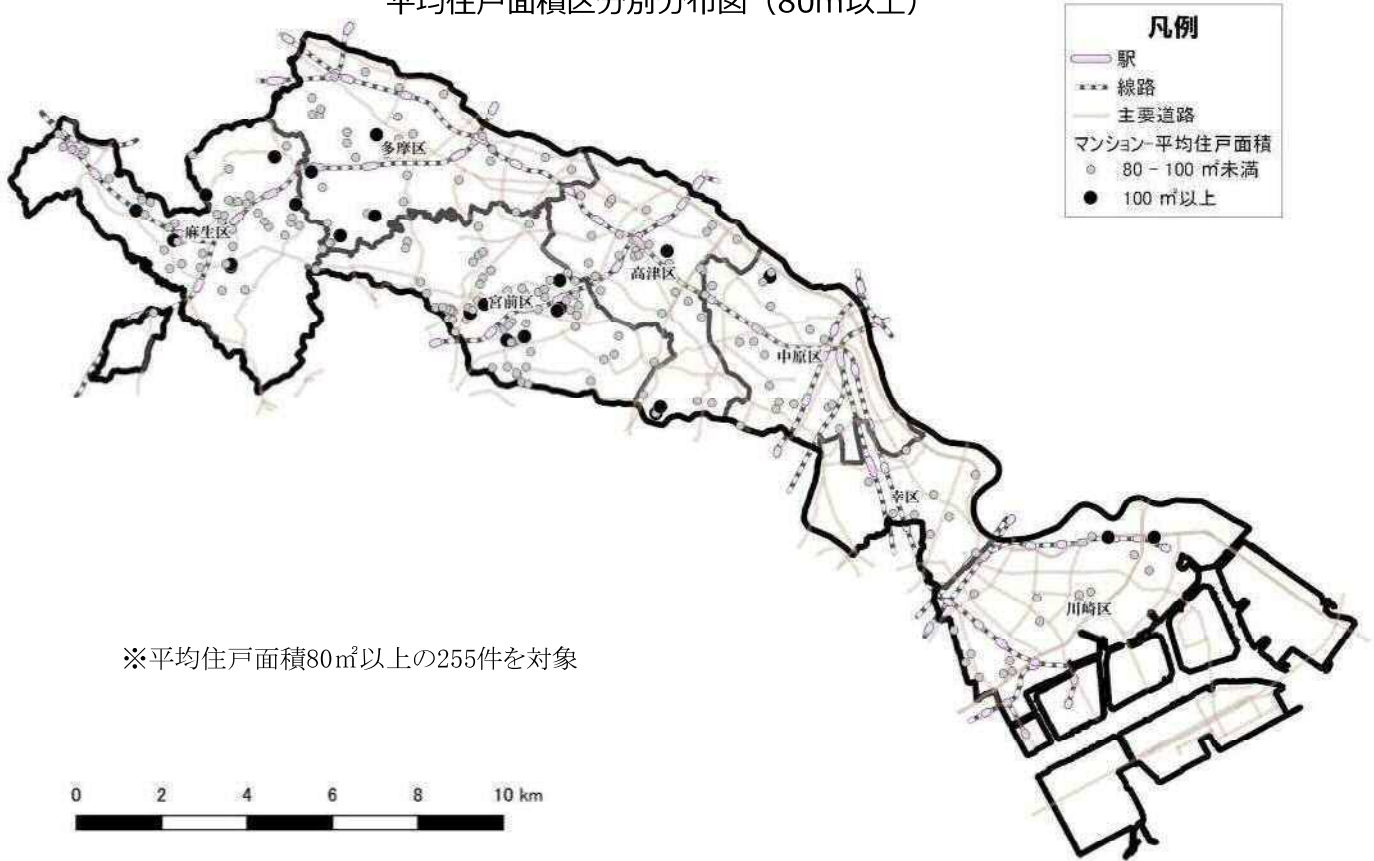 平均住戸面積区分別分布図（80㎡以上）
凡例
駅
線路
主要道路
マンション-平均住戸面積
80 - 100 ㎡未満
100 ㎡以上
多摩区
麻生区
高津区
宮前区
中原区
幸区
川崎区
※平均住戸面積80㎡以上の255件を対象
0 2 4 6 8 10 km